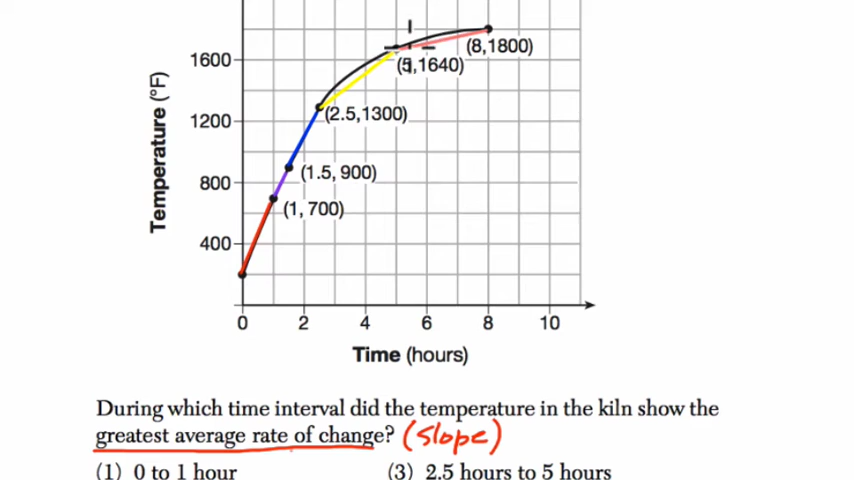 1600
(8,1800)
(5,1640)
1200
(2.5,1300)
800
(1.5, 900)
(1, 700)
400
Temperature (°F)
0 2 4 6 8 10
Time (hours)
During which time interval did the temperature in the kiln show the
greatest average rate of change? (slope)
(1) 0 to 1 hour (3) 2.5 hours to 5 hours